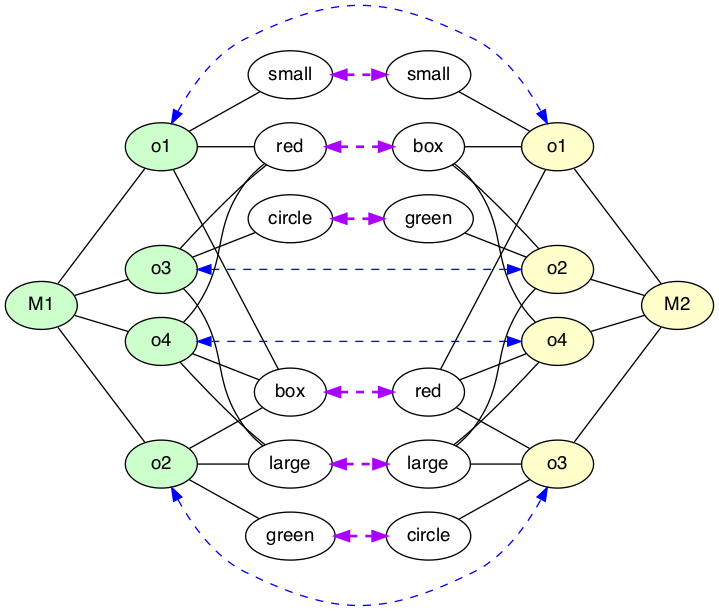 small small
o1 red box o1
circle green
o3 o2
M1 M2
o4 o4
box red
o2 large large o3
green circle